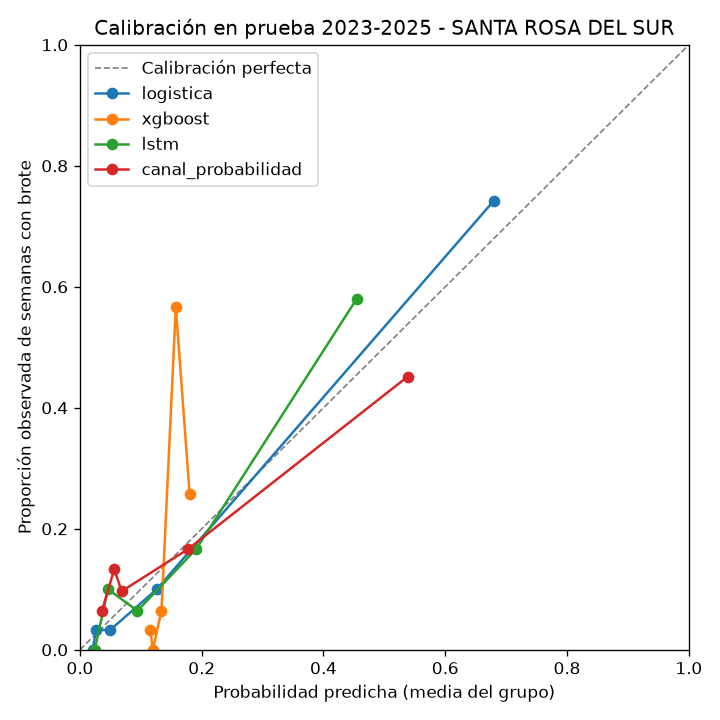 Calibración en prueba 2023-2025 - SANTA ROSA DEL SUR
Calibración perfecta
logistica
xgboost
lstm
canal_probabilidad
Proporción observada de semanas con brote
1.0
0.8
0.6
0.4
0.2
0.0
0.0 0.2 0.4 0.6 0.8 1.0
Probabilidad predicha (media del grupo)